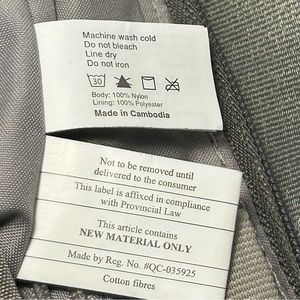 Machine wash cold
Do not bleach
Line dry
Do not iron
30
Body: 100% Nylon
Lining: 100% Polyester
Made in Cambodia
Not to be removed until
delivered to the consumer
This label is affixed in compliance
with Provincial Law
This article contains
NEW MATERIAL ONLY
Made by Reg. No. #QC-035925
Cotton fibres